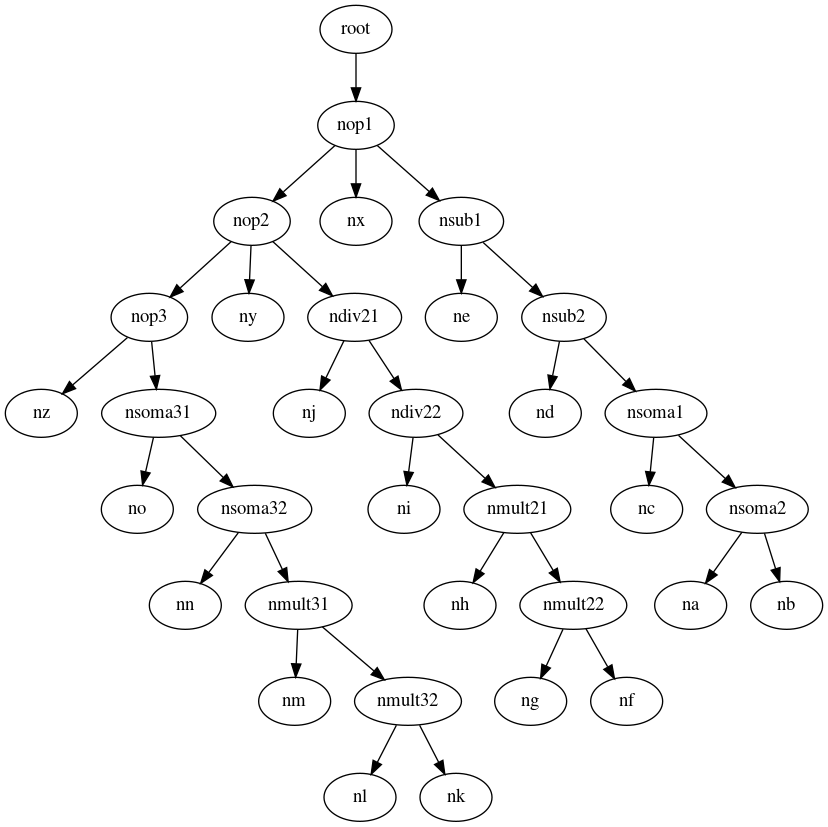 root
nop1
nop2 nx nsub1
nop3 ny ndiv21 ne nsub2
nz nsoma31 nj ndiv22 nd nsoma1
no nsoma32 ni nmult21 nc nsoma2
nn nmult31 nh nmult22 na nb
nm nmult32 ng nf
nl nk